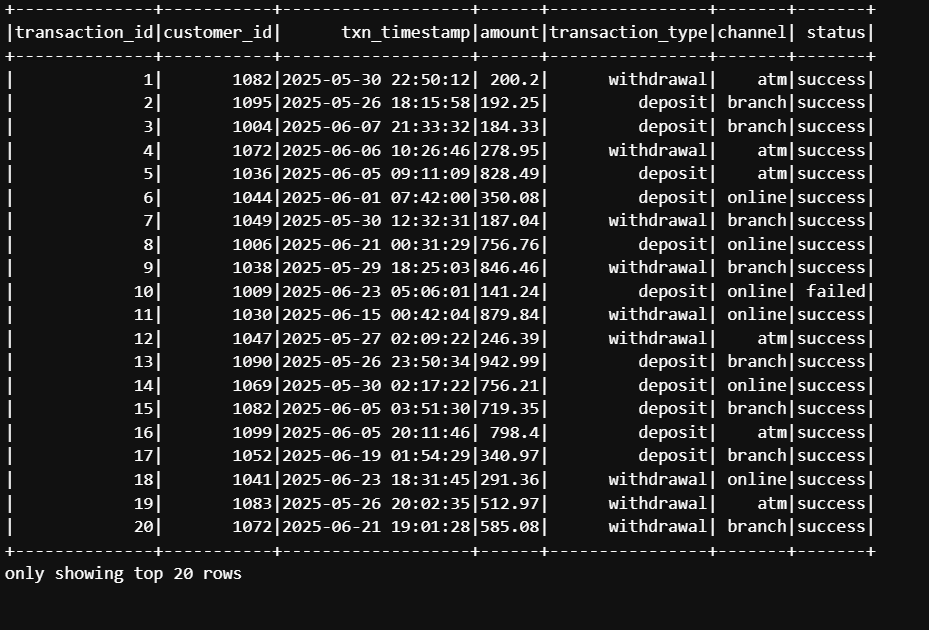 +--------------+-----------+-------------------+------+----------------+-------+-------+
|transaction_id|customer_id|      txn_timestamp|amount|transaction_type|channel| status|
+--------------+-----------+-------------------+------+----------------+-------+-------+
|             1|       1082|2025-05-30 22:50:12| 200.2|      withdrawal|    atm|success|
|             2|       1095|2025-05-26 18:15:58|192.25|         deposit| branch|success|
|             3|       1004|2025-06-07 21:33:32|184.33|         deposit| branch|success|
|             4|       1072|2025-06-06 10:26:46|278.95|      withdrawal|    atm|success|
|             5|       1036|2025-06-05 09:11:09|828.49|         deposit|    atm|success|
|             6|       1044|2025-06-01 07:42:00|350.08|         deposit| online|success|
|             7|       1049|2025-05-30 12:32:31|187.04|      withdrawal| branch|success|
|             8|       1006|2025-06-21 00:31:29|756.76|         deposit| online|success|
|             9|       1038|2025-05-29 18:25:03|846.46|      withdrawal| branch|success|
|            10|       1009|2025-06-23 05:06:01|141.24|         deposit| online| failed|
|            11|       1030|2025-06-15 00:42:04|879.84|      withdrawal| online|success|
|            12|       1047|2025-05-27 02:09:22|246.39|      withdrawal|    atm|success|
|            13|       1090|2025-05-26 23:50:34|942.99|         deposit| branch|success|
|            14|       1069|2025-05-30 02:17:22|756.21|         deposit| online|success|
|            15|       1082|2025-06-05 03:51:30|719.35|         deposit| branch|success|
|            16|       1099|2025-06-05 20:11:46| 798.4|         deposit|    atm|success|
|            17|       1052|2025-06-19 01:54:29|340.97|         deposit| branch|success|
|            18|       1041|2025-06-23 18:31:45|291.36|      withdrawal| online|success|
|            19|       1083|2025-05-26 20:02:35|512.97|      withdrawal|    atm|success|
|            20|       1072|2025-06-21 19:01:28|585.08|      withdrawal| branch|success|
+--------------+-----------+-------------------+------+----------------+-------+-------+
only showing top 20 rows